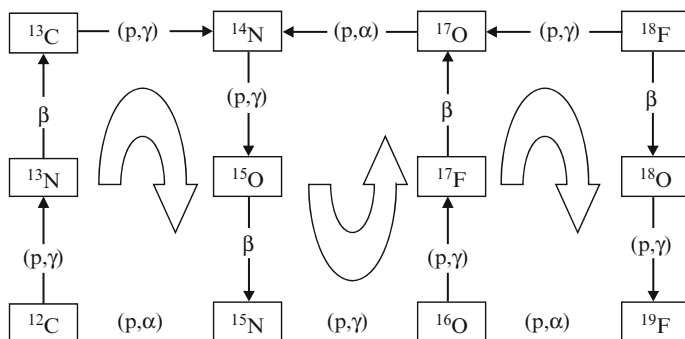 ¹³C (p,γ) ¹⁴N (p,α) ¹⁷O (p,γ) ¹⁸F
(p,γ)
β β β
¹³N ¹⁵O ¹⁷F ¹⁸O
(p,γ) β (p,γ) (p,γ)
¹²C (p,α) ¹⁵N (p,γ) ¹⁶O (p,α) ¹⁹F